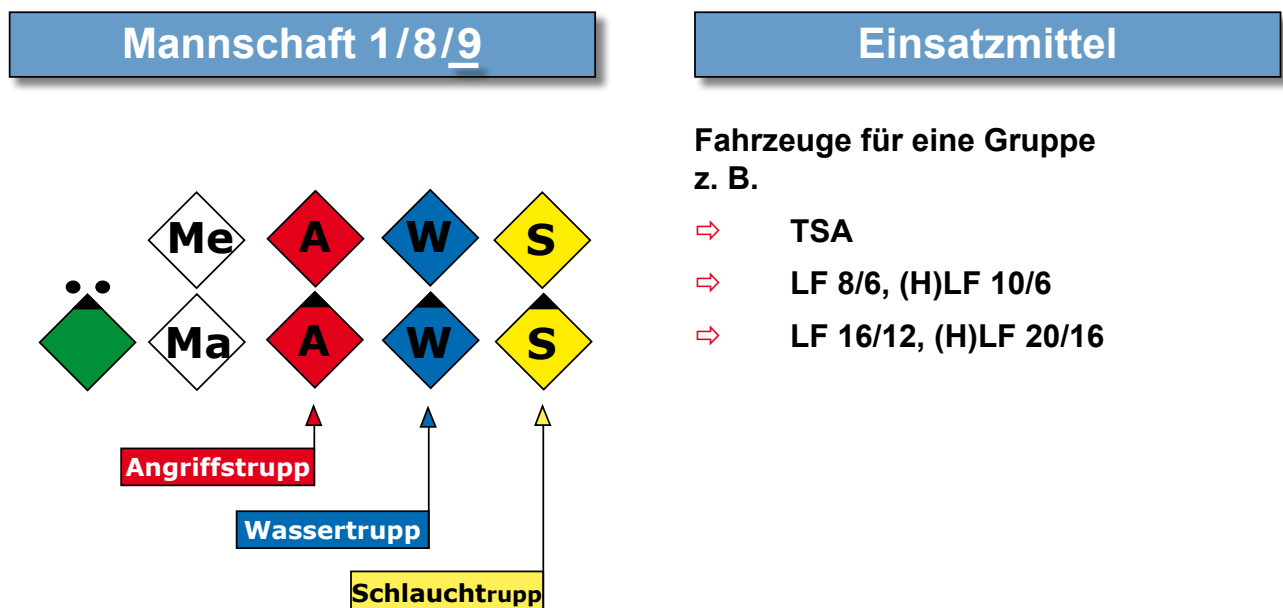 Mannschaft 1/8/9
Me A W S
Ma A W S
Angriffstrupp
Wassertrupp
Schlauchtrupp
Einsatzmittel
Fahrzeuge für eine Gruppe
z. B.
⇨ TSA
⇨ LF 8/6, (H)LF 10/6
⇨ LF 16/12, (H)LF 20/16